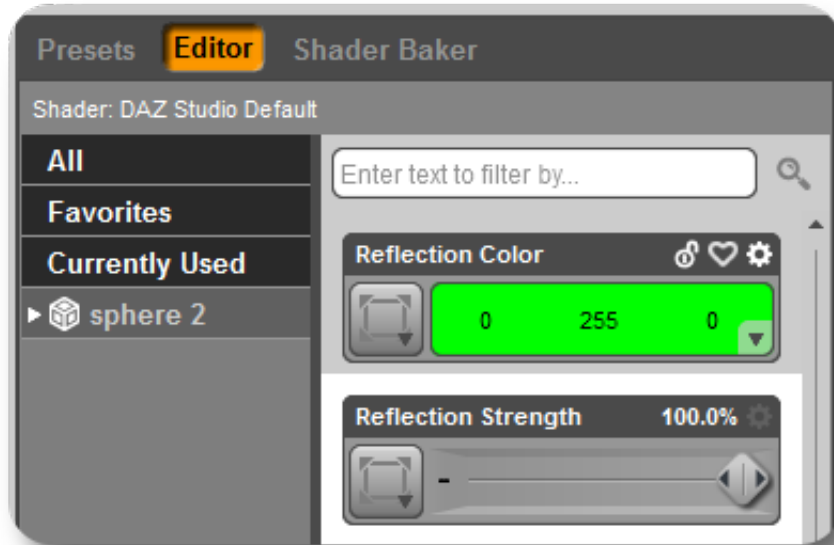 Presets Editor Shader Baker
Shader: DAZ Studio Default
All
Favorites
Currently Used
sphere 2
Enter text to filter by...
Reflection Color
0 255 0
Reflection Strength 100.0%
-